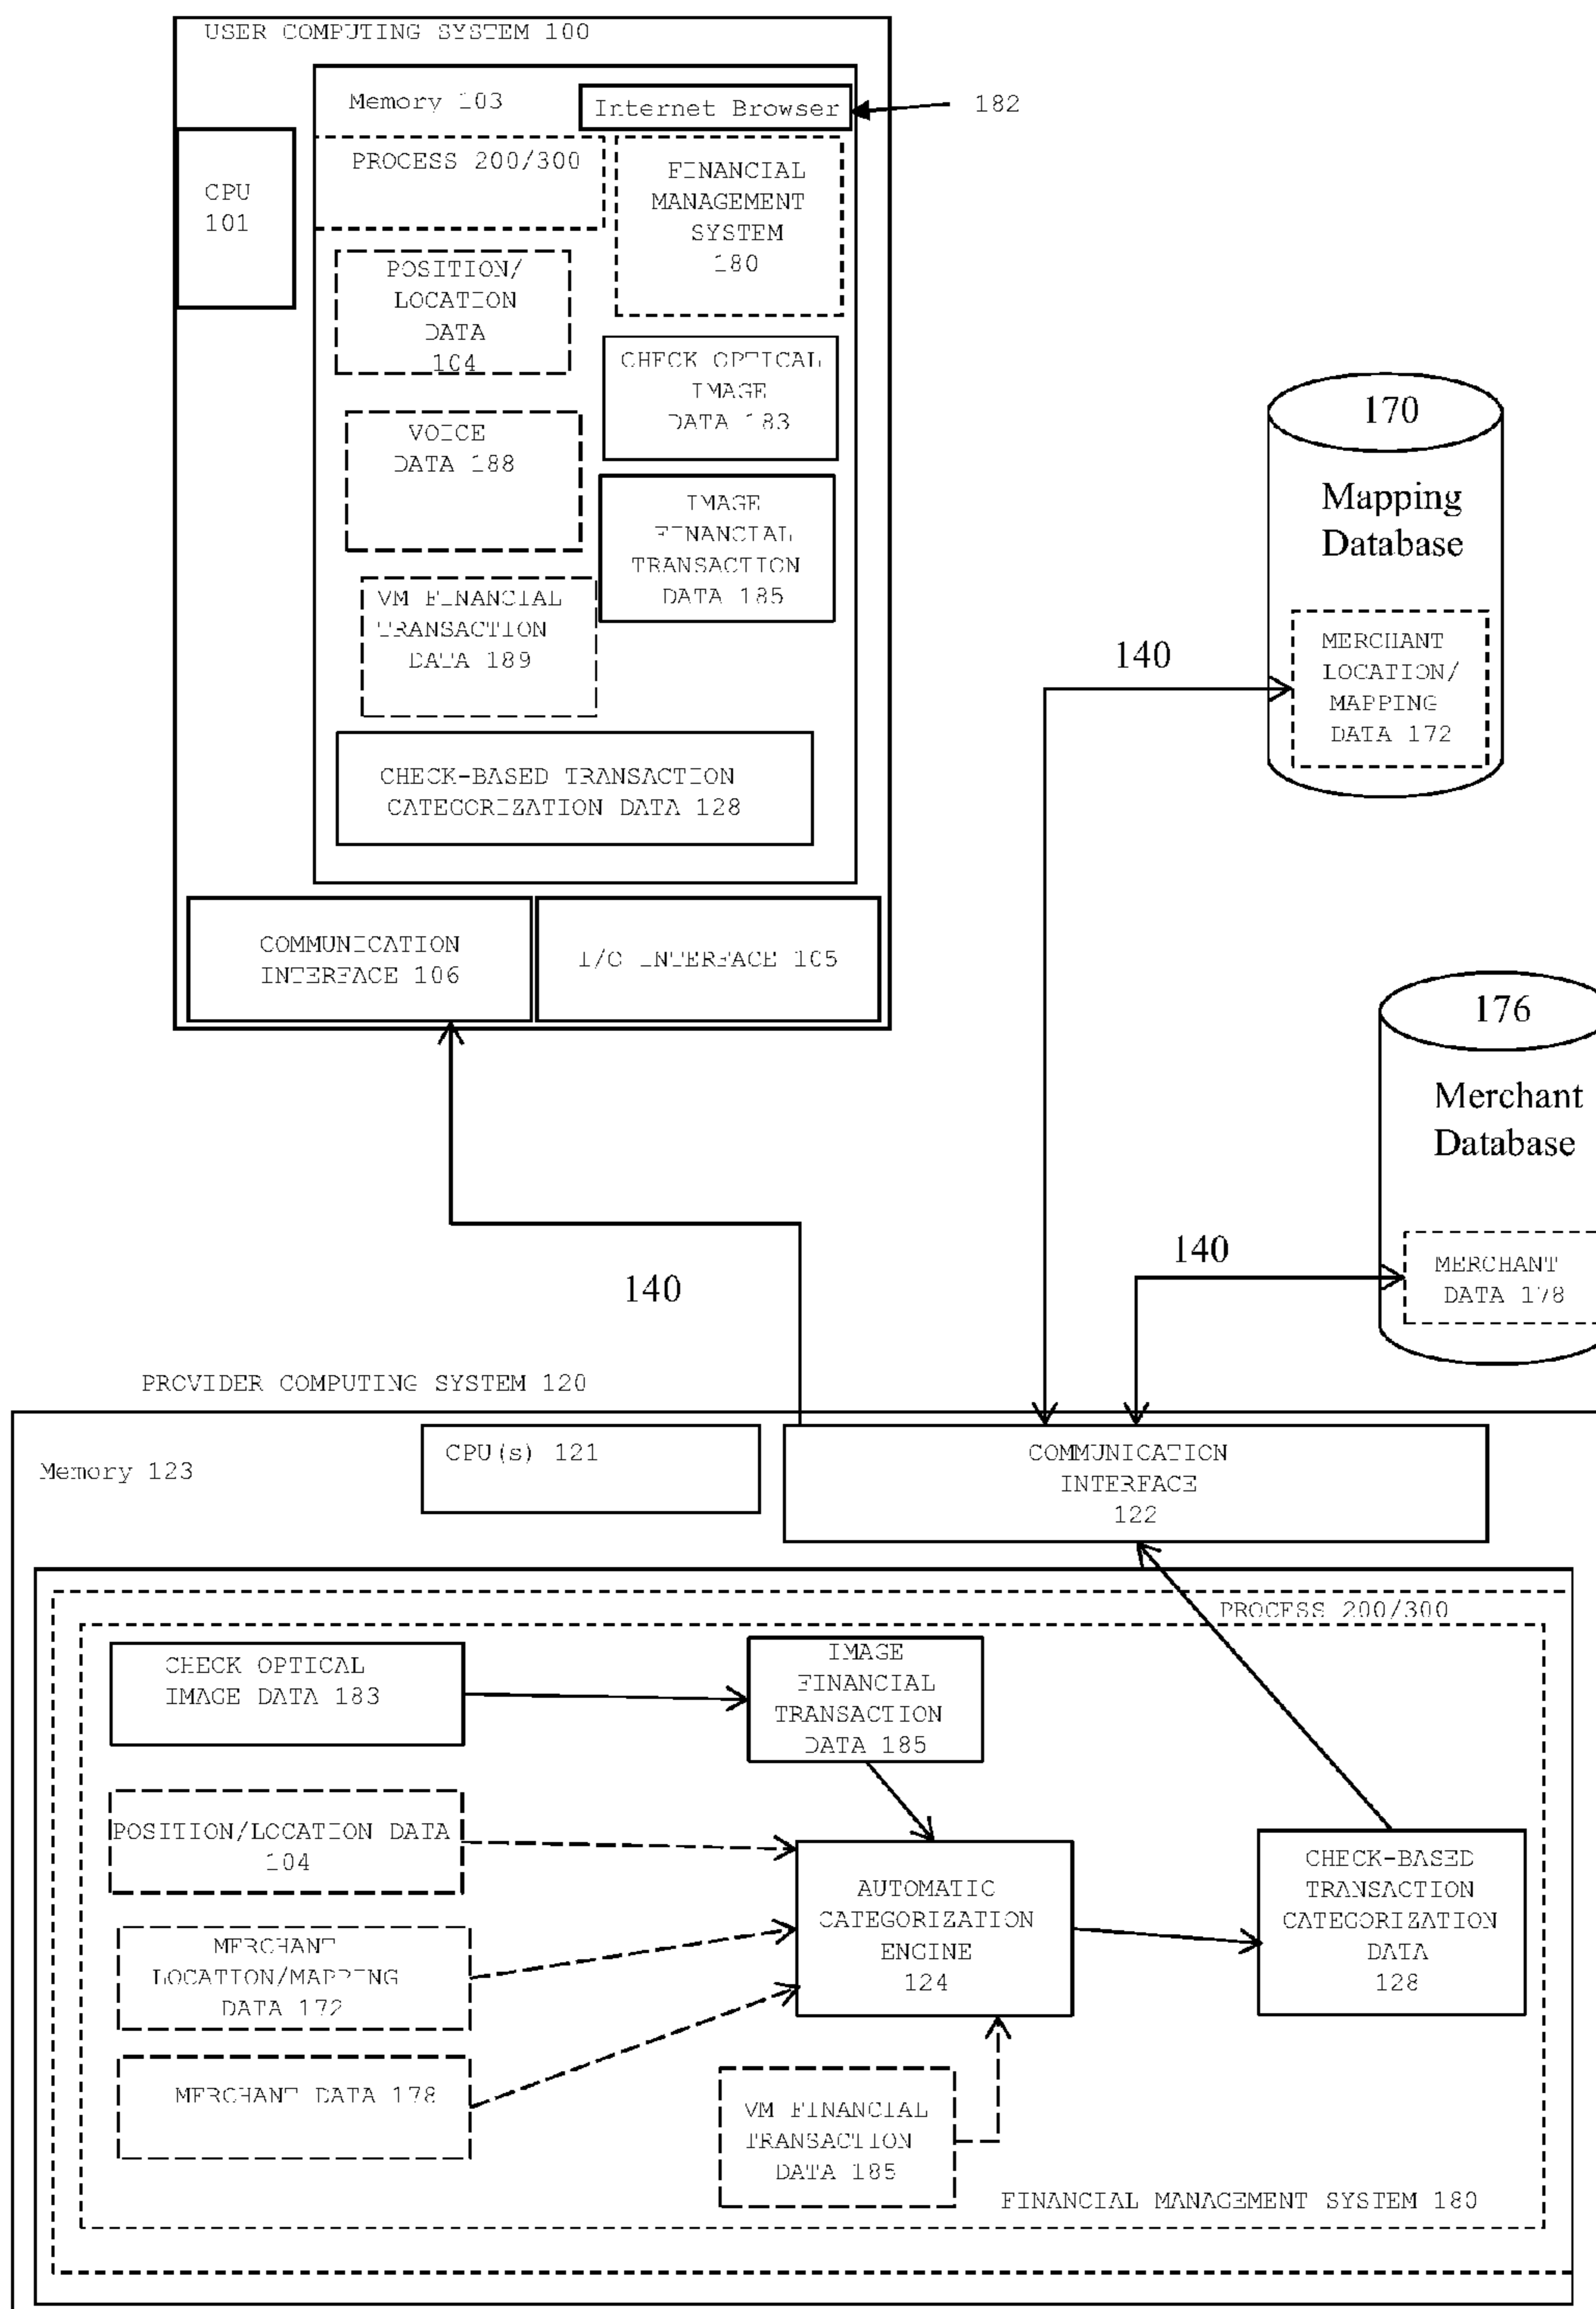 USER COMPUTING SYSTEM 100
Memory 103
Internet Browser
182
CPU
101
PROCESS 200/300
FINANCIAL
MANAGEMENT
SYSTEM
180
POSITION/
LOCATION
DATA
104
CHECK OPTICAL
IMAGE
DATA 183
VOICE
DATA 188
IMAGE
FINANCIAL
TRANSACTION
DATA 185
VM FINANCIAL
TRANSACTION
DATA 189
CHECK-BASED TRANSACTION
CATEGORIZATION DATA 128
COMMUNICATION
INTERFACE 106
I/O INTERFACE 105
170
Mapping
Database
MERCHANT
LOCATION/
MAPPING
DATA 172
140
176
Merchant
Database
MERCHANT
DATA 178
140
140
PROVIDER COMPUTING SYSTEM 120
Memory 123
CPU(s) 121
COMMUNICATION
INTERFACE
122
PROCESS 200/300
CHECK OPTICAL
IMAGE DATA 183
IMAGE
FINANCIAL
TRANSACTION
DATA 185
POSITION/LOCATION DATA
104
MERCHANT
LOCATION/MAPPING
DATA 172
MERCHANT DATA 178
AUTOMATIC
CATEGORIZATION
ENGINE
124
CHECK-BASED
TRANSACTION
CATEGORIZATION
DATA
128
VM FINANCIAL
TRANSACTION
DATA 185
FINANCIAL MANAGEMENT SYSTEM 180